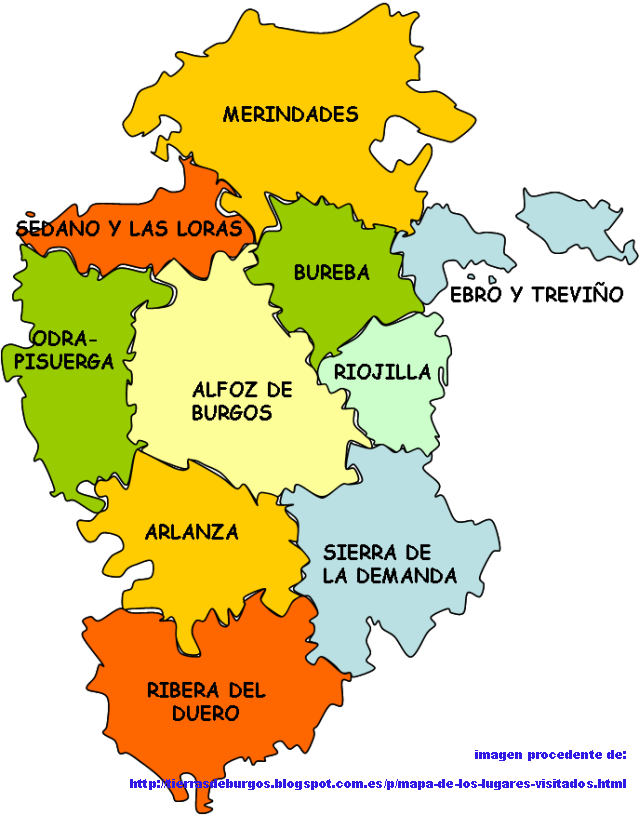 MERINDADES
SEDANO Y LAS LORAS
BUREBA
EBRO Y TREVIÑO
ODRA-
PISUERGA
RIOJILLA
ALFOZ DE
BURGOS
ARLANZA
SIERRA DE
LA DEMANDA
RIBERA DEL
DUERO
imagen procedente de:
http://tierrasdeburgos.blogspot.com.es/p/mapa-de-los-lugares-visitados.html